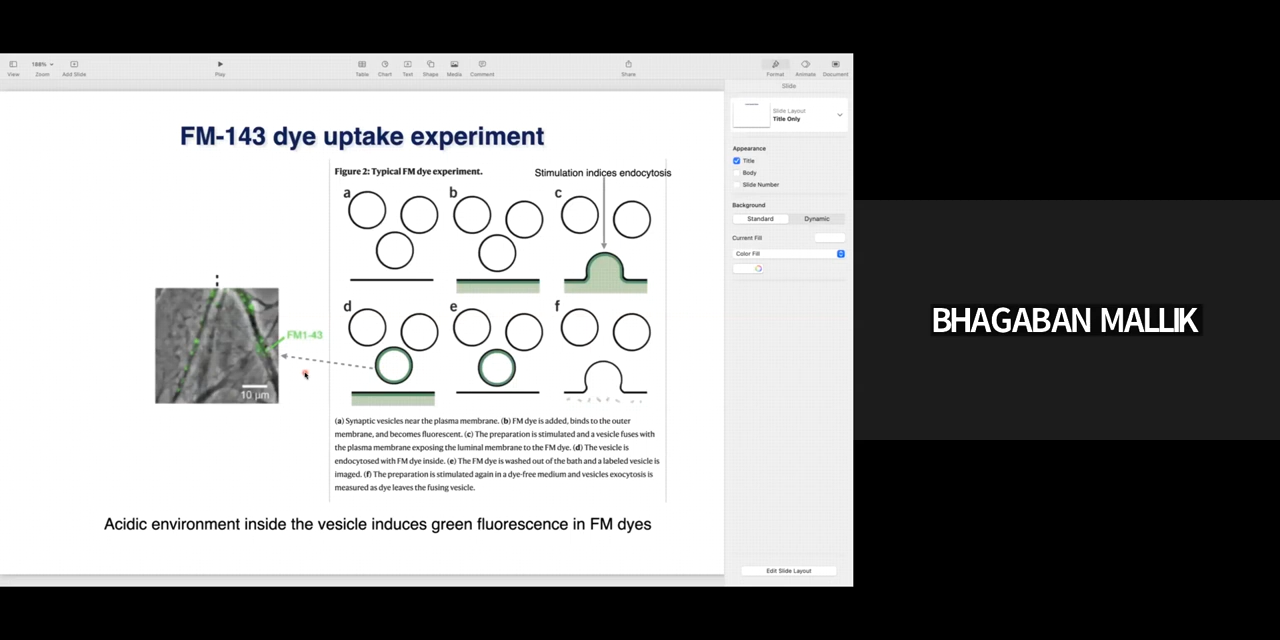 View
188%
Zoom
Add Slide
Play
Table
Chart
Text
Shape
Media
Comment
Share
Format
Animate
Document
Slide
Slide Layout
Title Only
Appearance
Title
Body
Slide Number
Background
Standard
Dynamic
Current Fill
Color Fill
Edit Slide Layout
FM-143 dye uptake experiment
Figure 2: Typical FM dye experiment.
Stimulation indices endocytosis
a
b
c
d
e
f
FM1-43
10 µm
(a) Synaptic vesicles near the plasma membrane. (b) FM dye is added, binds to the outer
membrane, and becomes fluorescent. (c) The preparation is stimulated and a vesicle fuses with
the plasma membrane exposing the luminal membrane to the FM dye. (d) The vesicle is
endocytosed with FM dye inside. (e) The FM dye is washed out of the bath and a labeled vesicle is
imaged. (f) The preparation is stimulated again in a dye-free medium and vesicles exocytosis is
measured as dye leaves the fusing vesicle.
Acidic environment inside the vesicle induces green fluorescence in FM dyes
BHAGABAN MALLIK